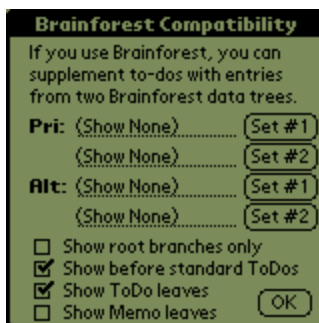 Brainforest Compatibility
If you use Brainforest, you can
supplement to-dos with entries
from two Brainforest data trees.
Pri: (Show None) Set #1
(Show None) Set #2
Alt: (Show None) Set #1
(Show None) Set #2
Show root branches only
Show before standard ToDos
Show ToDo leaves
Show Memo leaves OK